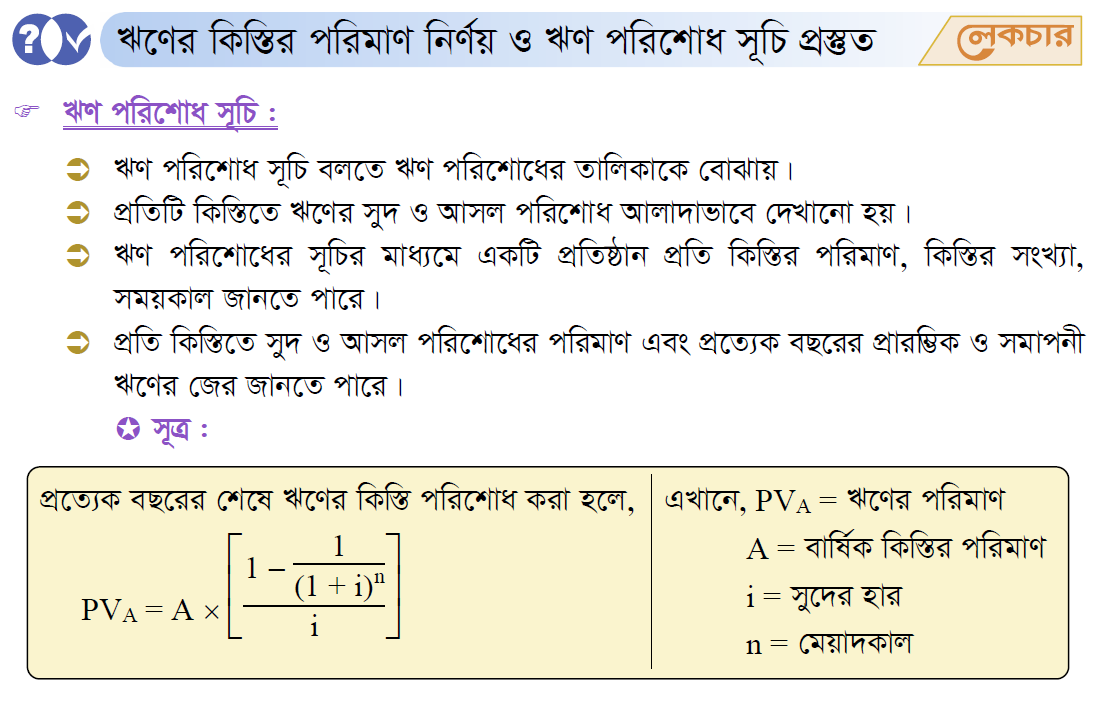 ঋণের কিস্তির পরিমাণ নির্ণয় ও ঋণ পরিশোধ সূচি প্রস্তুত
লেকচার
ঋণ পরিশোধ সূচি :
ঋণ পরিশোধ সূচি বলতে ঋণ পরিশোধের তালিকাকে বোঝায়।
প্রতিটি কিস্তিতে ঋণের সুদ ও আসল পরিশোধ আলাদাভাবে দেখানো হয়।
ঋণ পরিশোধের সূচির মাধ্যমে একটি প্রতিষ্ঠান প্রতি কিস্তির পরিমাণ, কিস্তির সংখ্যা,
সময়কাল জানতে পারে।
প্রতি কিস্তিতে সুদ ও আসল পরিশোধের পরিমাণ এবং প্রত্যেক বছরের প্রারম্ভিক ও সমাপনী
ঋণের জের জানতে পারে।
সূত্র :
প্রত্যেক বছরের শেষে ঋণের কিস্তি পরিশোধ করা হলে,
PV_A = A × [(1 − 1/(1 + i)^n)/i]
এখানে, PV_A = ঋণের পরিমাণ
A = বার্ষিক কিস্তির পরিমাণ
i = সুদের হার
n = মেয়াদকাল